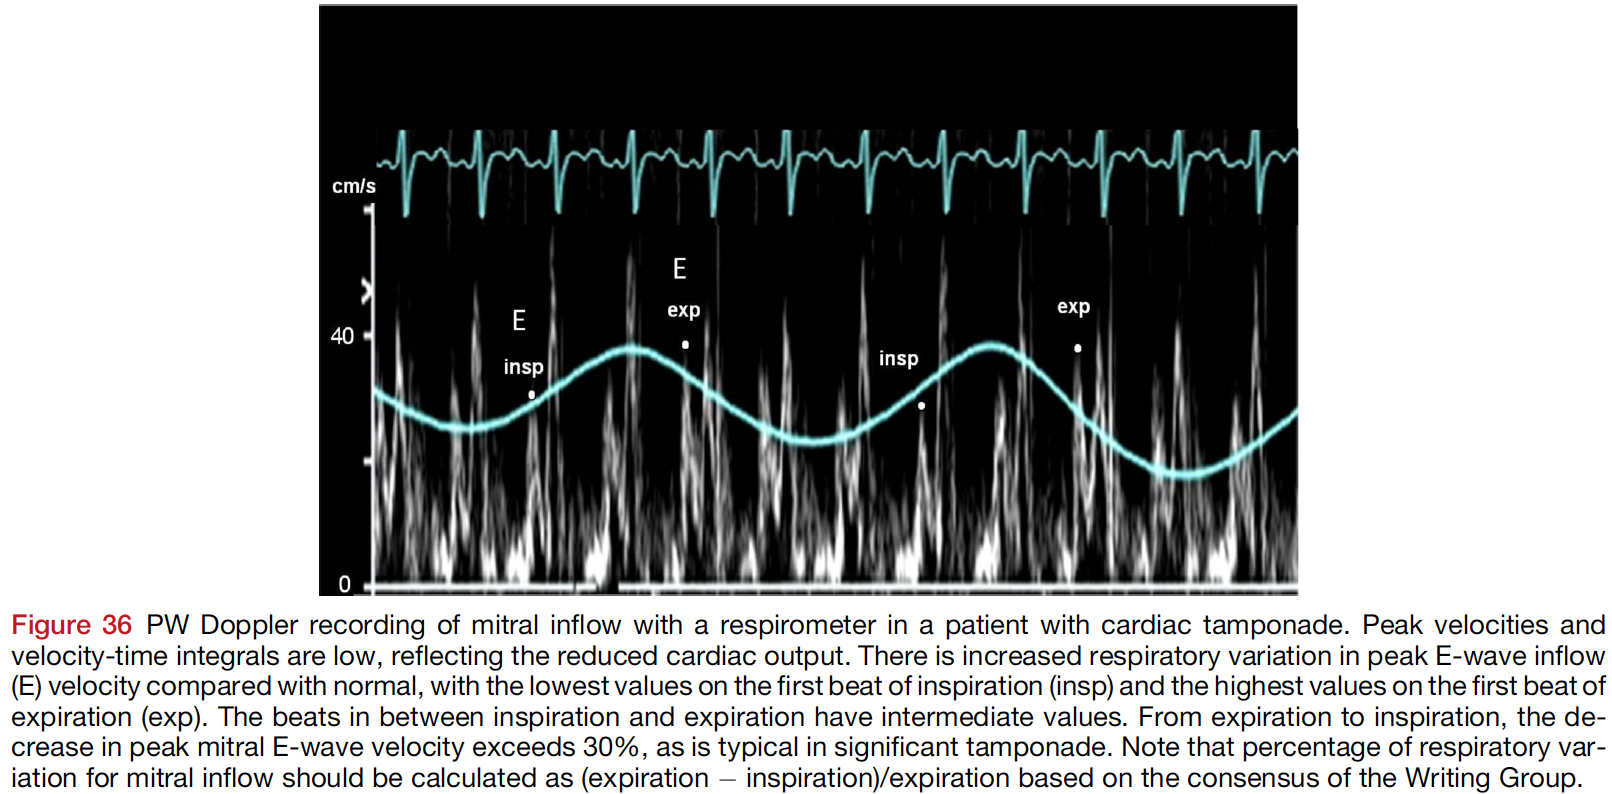 cm/s
E
E
exp
exp
40
insp
insp
0
Figure 36 PW Doppler recording of mitral inflow with a respirometer in a patient with cardiac tamponade. Peak velocities and
velocity-time integrals are low, reflecting the reduced cardiac output. There is increased respiratory variation in peak E-wave inflow
(E) velocity compared with normal, with the lowest values on the first beat of inspiration (insp) and the highest values on the first beat of
expiration (exp). The beats in between inspiration and expiration have intermediate values. From expiration to inspiration, the de-
crease in peak mitral E-wave velocity exceeds 30%, as is typical in significant tamponade. Note that percentage of respiratory var-
iation for mitral inflow should be calculated as (expiration − inspiration)/expiration based on the consensus of the Writing Group.